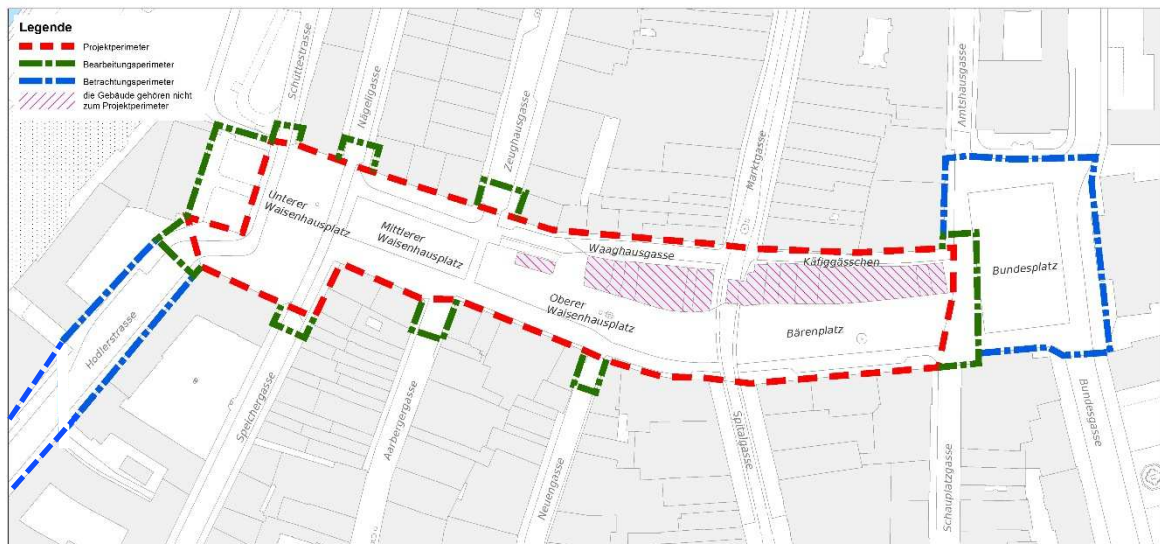 Legende
Projektperimeter
Bearbeitungsperimeter
Betrachtungsperimeter
die Gebäude gehören nicht
zum Projektperimeter
Schüttestrasse
Nägeligasse
Zeughausgasse
Marktgasse
Amtshausgasse
Unterer
Waisenhausplatz
Mittlerer
Waisenhausplatz
Waaghausgasse
Käfiggässchen
Bundesplatz
Oberer
Waisenhausplatz
Bärenplatz
Hodlerstrasse
Speichergasse
Aarbergergasse
Neuengasse
Spitalgasse
Schauplatzgasse
Bundesgasse